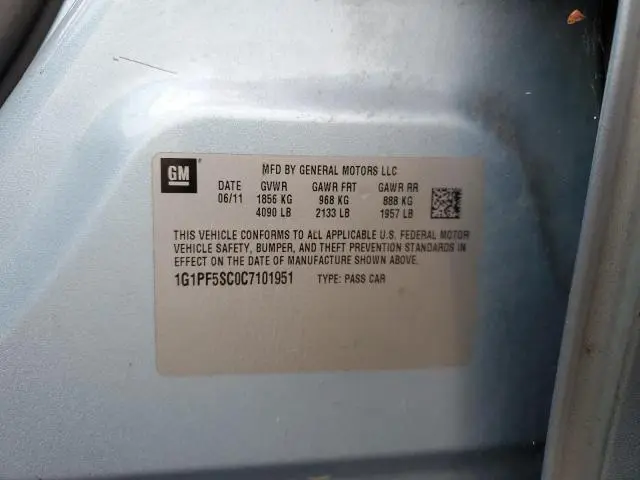 GM MFD BY GENERAL MOTORS LLC
DATE GVWR GAWR FRT GAWR RR
06/11 1856 KG 968 KG 888 KG
4090 LB 2133 LB 1957 LB
THIS VEHICLE CONFORMS TO ALL APPLICABLE U.S. FEDERAL MOTOR
VEHICLE SAFETY, BUMPER, AND THEFT PREVENTION STANDARDS IN
EFFECT ON THE DATE OF MANUFACTURE SHOWN ABOVE.
1G1PF5SC0C7101951 TYPE: PASS CAR